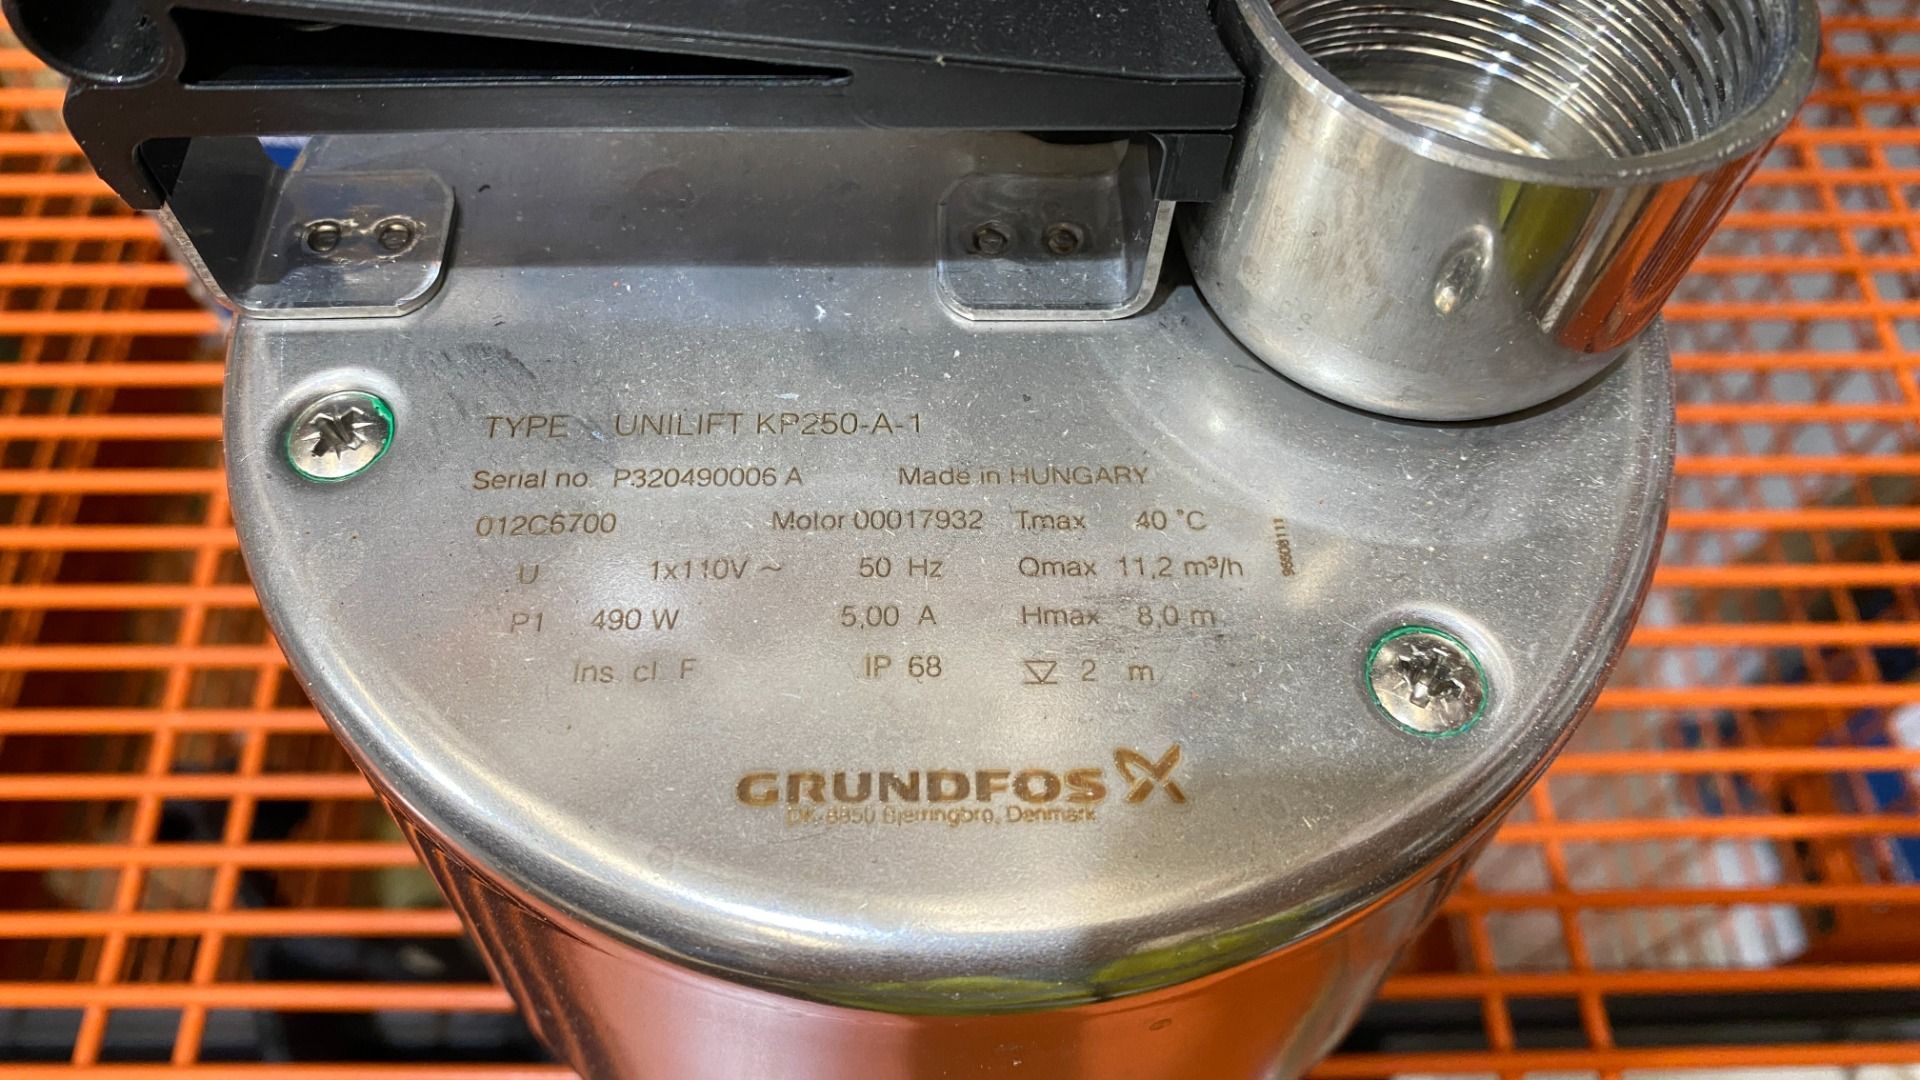 TYPE UNILIFT KP250-A-1
Serial no P320490006 A Made in HUNGARY
012C6700 Motor 00017932 Tmax 40 °C
U 1x110V ~ 50 Hz Qmax 11,2 m³/h
P1 490 W 5,00 A Hmax 8,0 m
Ins cl F IP 68 2 m
96608111
GRUNDFOS
DK-8850 Bjerringbro, Denmark